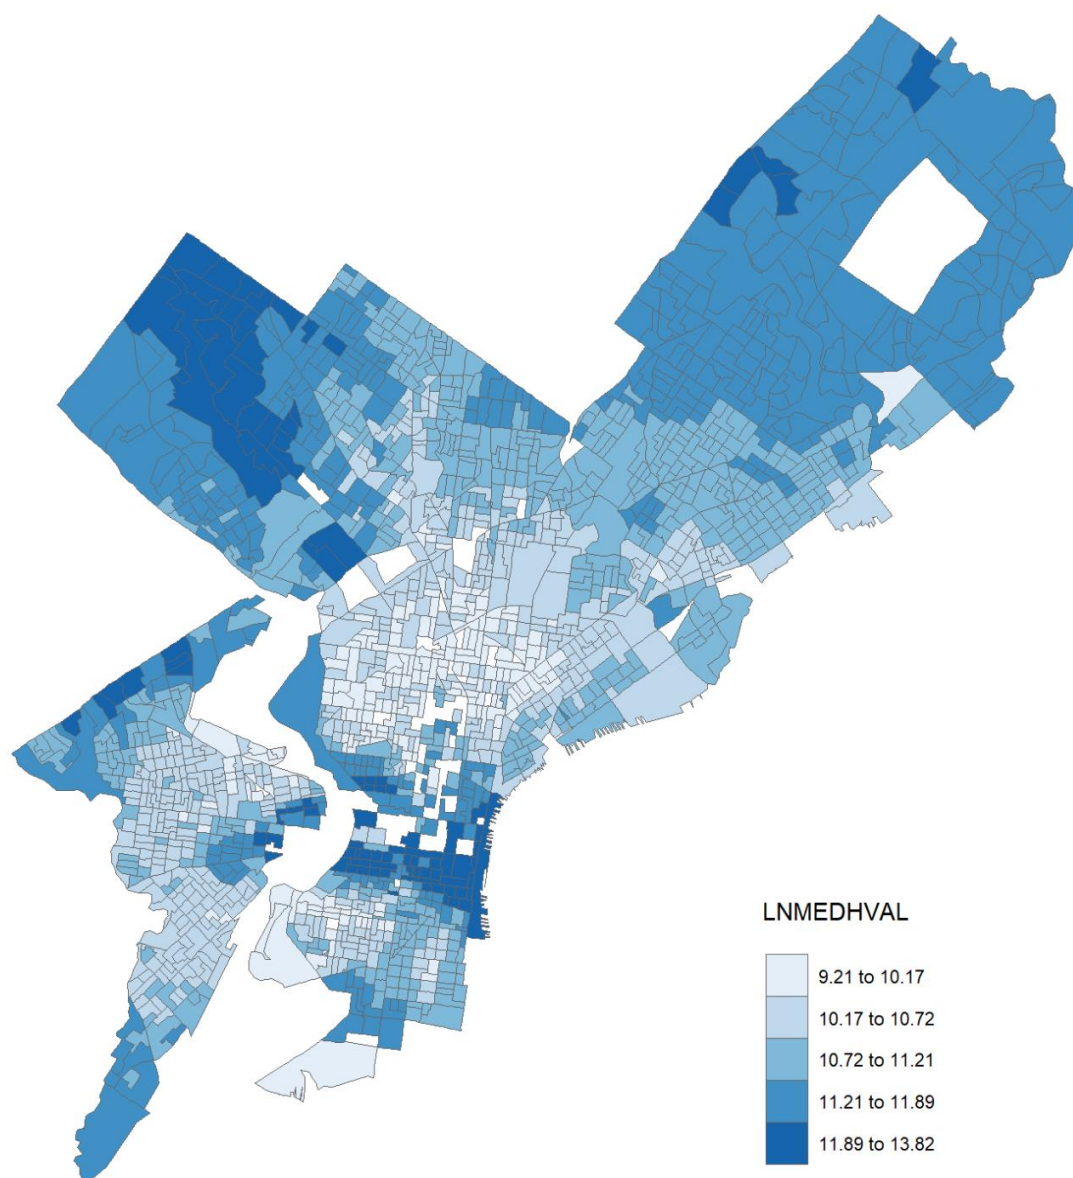 LNMEDHVAL
9.21 to 10.17
10.17 to 10.72
10.72 to 11.21
11.21 to 11.89
11.89 to 13.82